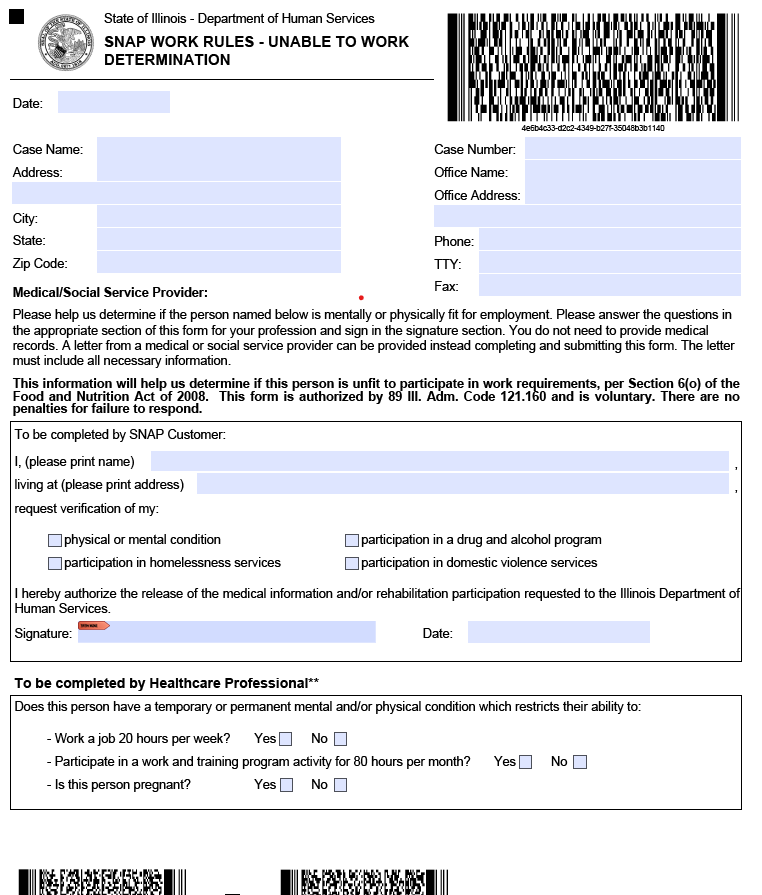 State of Illinois - Department of Human Services
SNAP WORK RULES - UNABLE TO WORK
DETERMINATION
4e6b4c33-d2c2-4349-b27f-35046b3b1140
Date:
Case Name:
Address:
City:
State:
Zip Code:
Case Number:
Office Name:
Office Address:
Phone:
TTY:
Fax:
Medical/Social Service Provider:
Please help us determine if the person named below is mentally or physically fit for employment. Please answer the questions in
the appropriate section of this form for your profession and sign in the signature section. You do not need to provide medical
records. A letter from a medical or social service provider can be provided instead completing and submitting this form. The letter
must include all necessary information.
This information will help us determine if this person is unfit to participate in work requirements, per Section 6(o) of the
Food and Nutrition Act of 2008. This form is authorized by 89 Ill. Adm. Code 121.160 and is voluntary. There are no
penalties for failure to respond.
To be completed by SNAP Customer:
I, (please print name) ,
living at (please print address) ,
request verification of my:
physical or mental condition participation in a drug and alcohol program
participation in homelessness services participation in domestic violence services
I hereby authorize the release of the medical information and/or rehabilitation participation requested to the Illinois Department of
Human Services.
Signature: Date:
To be completed by Healthcare Professional**
Does this person have a temporary or permanent mental and/or physical condition which restricts their ability to:
- Work a job 20 hours per week? Yes No
- Participate in a work and training program activity for 80 hours per month? Yes No
- Is this person pregnant? Yes No